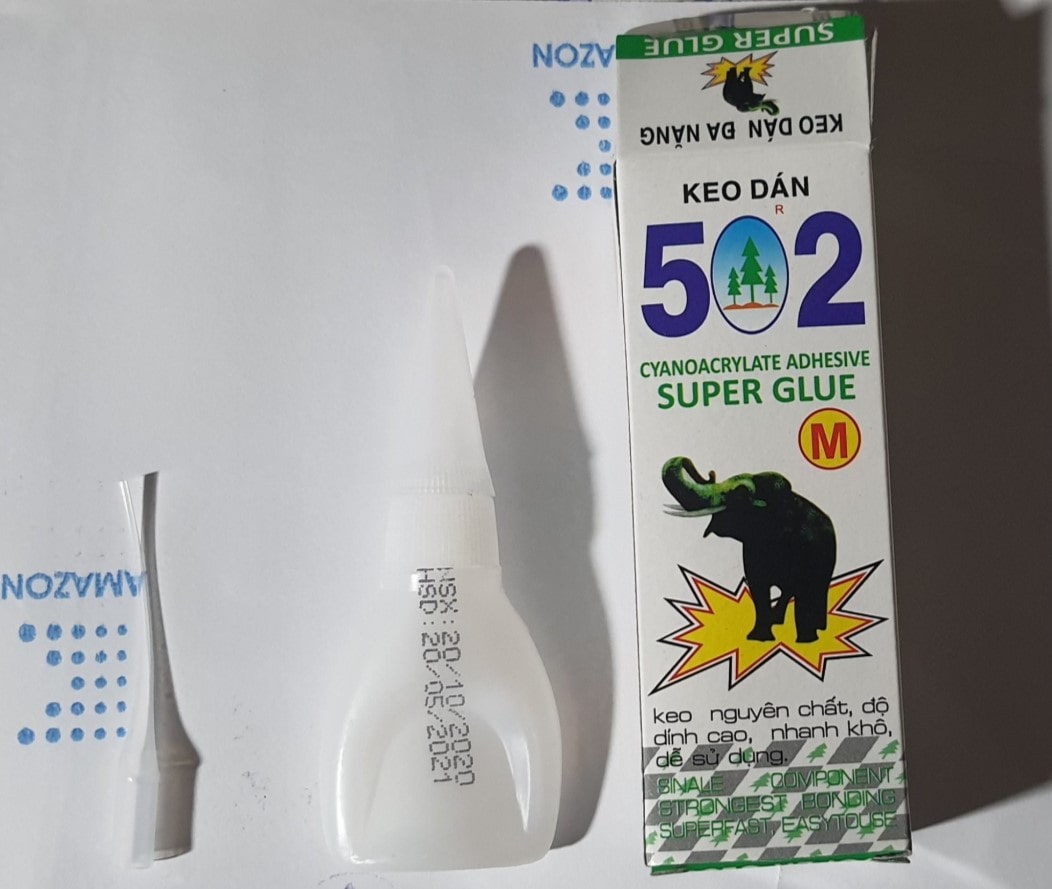 AMAZON
SUPER GLUE
KEO DÁN ĐA NĂNG
KEO DÁN
R
502
CYANOACRYLATE ADHESIVE
SUPER GLUE
M
keo nguyên chất, độ
dính cao, nhanh khô,
dễ sử dụng.
SINALE COMPONENT
STRONGEST BONDING
SUPERFAST, EASYTOUSE
NSX: 20/10/2020
HSD: 20/05/2021
AMAZON